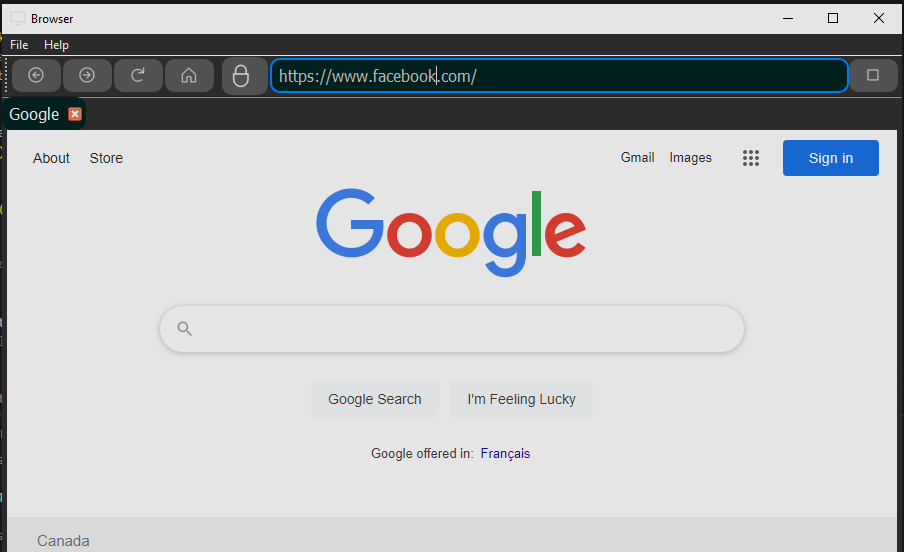 Browser
File Help
https://www.facebook.com/
Google
About Store Gmail Images Sign in
Google
Google Search I'm Feeling Lucky
Google offered in: Français
Canada